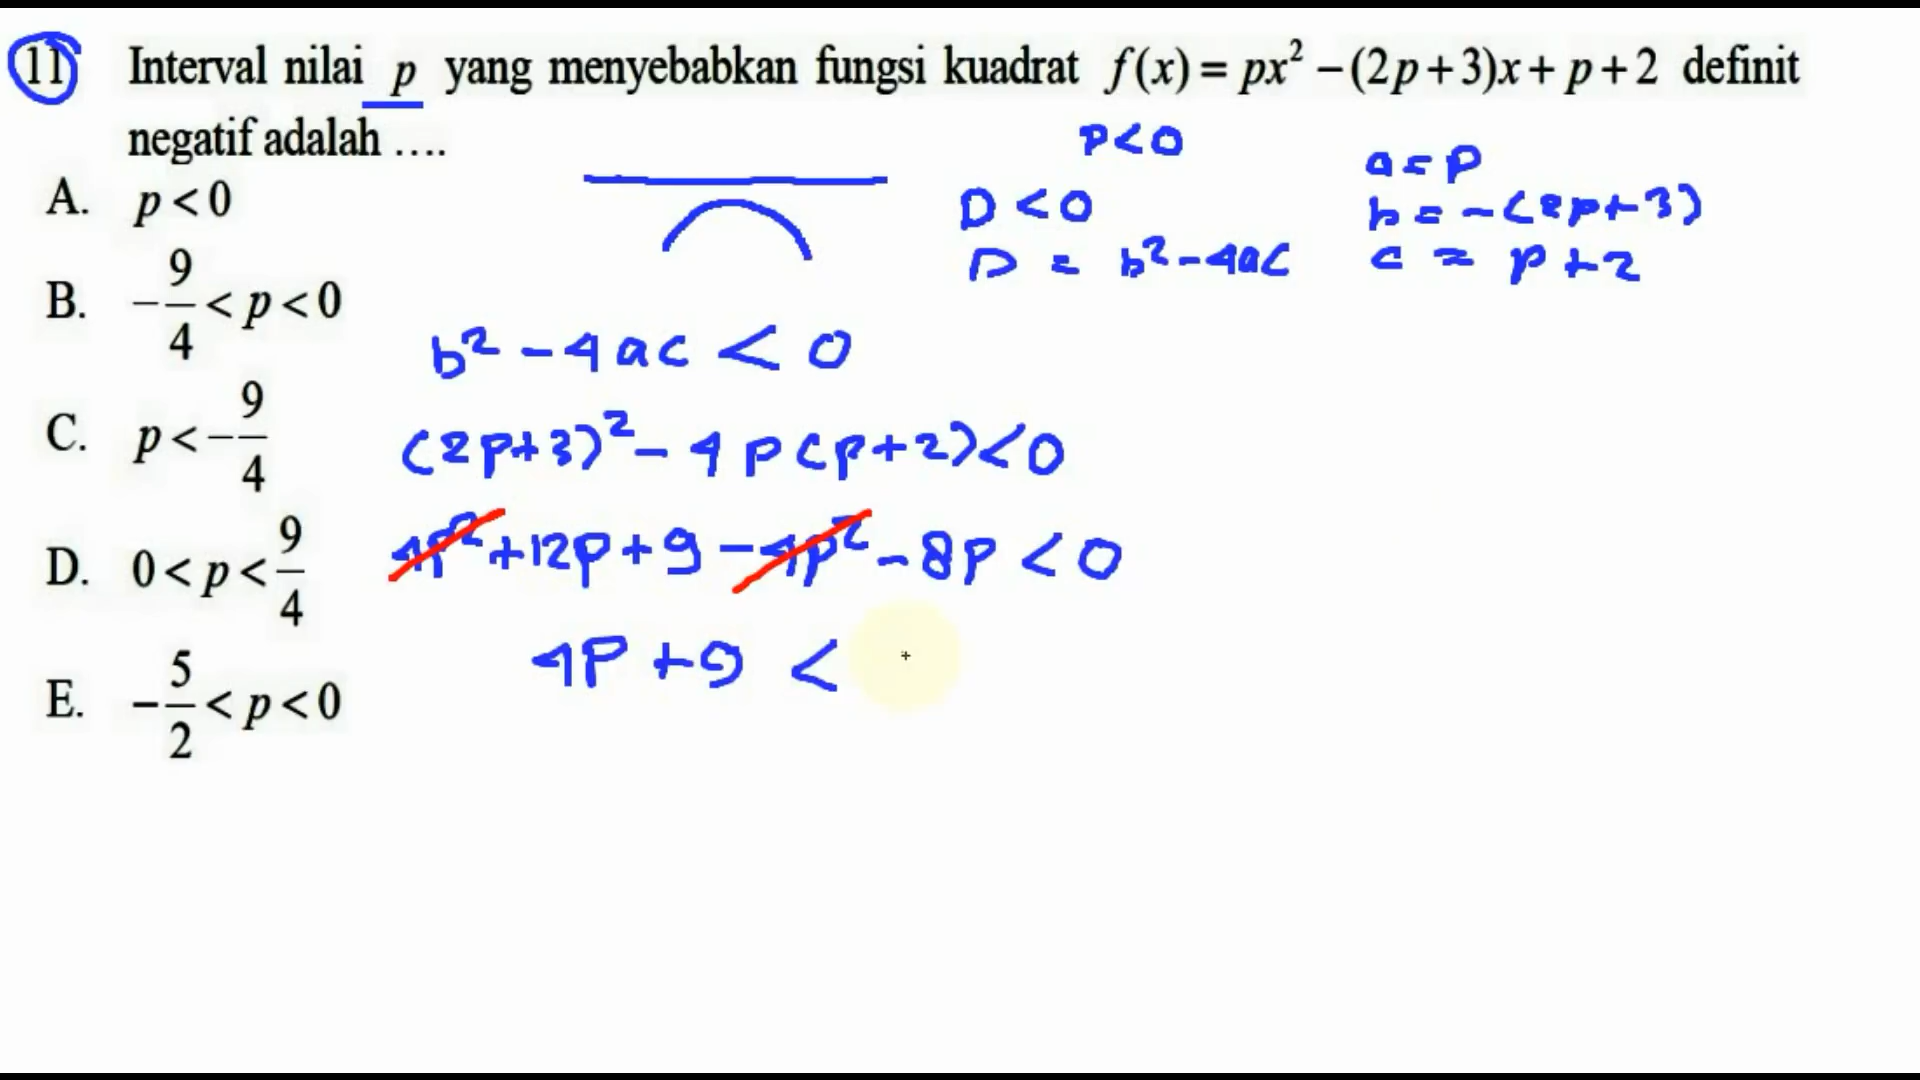 11 Interval nilai p yang menyebabkan fungsi kuadrat f(x) = px² – (2p + 3)x + p + 2 definit
negatif adalah ....
A. p < 0
B. –9/4 < p < 0
C. p < –9/4
D. 0 < p < 9/4
E. –5/2 < p < 0
p < 0
D < 0
D = b² - 4ac
a = p
b = -(2p+3)
c = p+2
b² - 4ac < 0
(2p+3)² - 4p(p+2) < 0
4p² + 12p + 9 - 4p² - 8p < 0
4p + 9 <